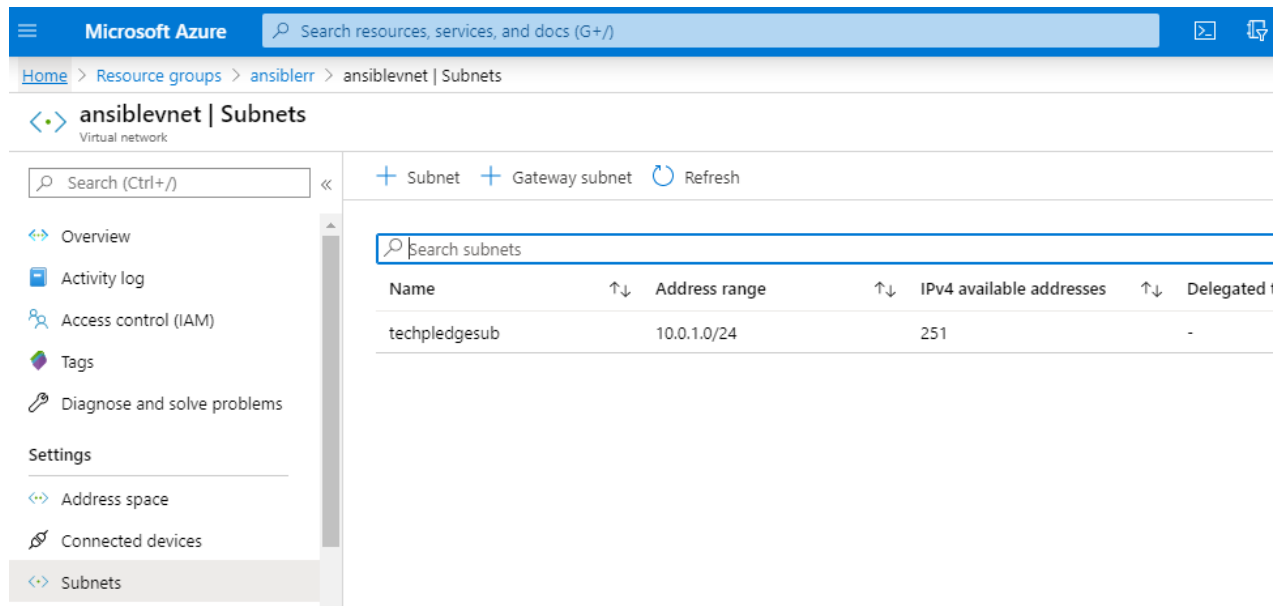 Microsoft Azure
Search resources, services, and docs (G+/)
Home > Resource groups > ansiblerr > ansiblevnet | Subnets
ansiblevnet | Subnets
Virtual network
Search (Ctrl+/)
Overview
Activity log
Access control (IAM)
Tags
Diagnose and solve problems
Settings
Address space
Connected devices
Subnets
+ Subnet + Gateway subnet Refresh
Search subnets
Name Address range IPv4 available addresses Delegated
techpledgesub 10.0.1.0/24 251 -